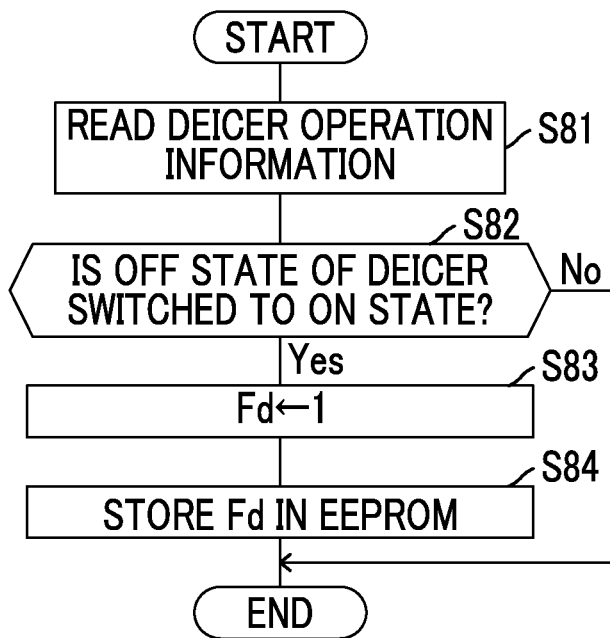 START
READ DEICER OPERATION
INFORMATION
S81
S82
IS OFF STATE OF DEICER
SWITCHED TO ON STATE?
No
Yes
S83
Fd←1
S84
STORE Fd IN EEPROM
END